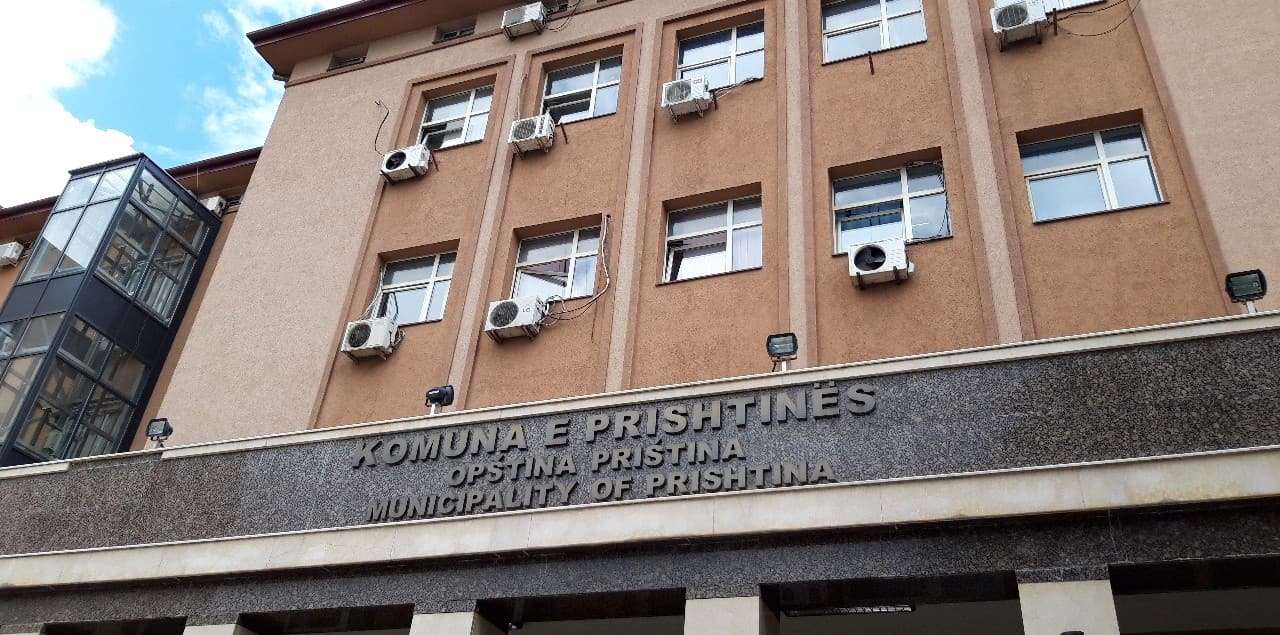 KOMUNA E PRISHTINËS
OPŠTINA PRIŠTINA
MUNICIPALITY OF PRISHTINA